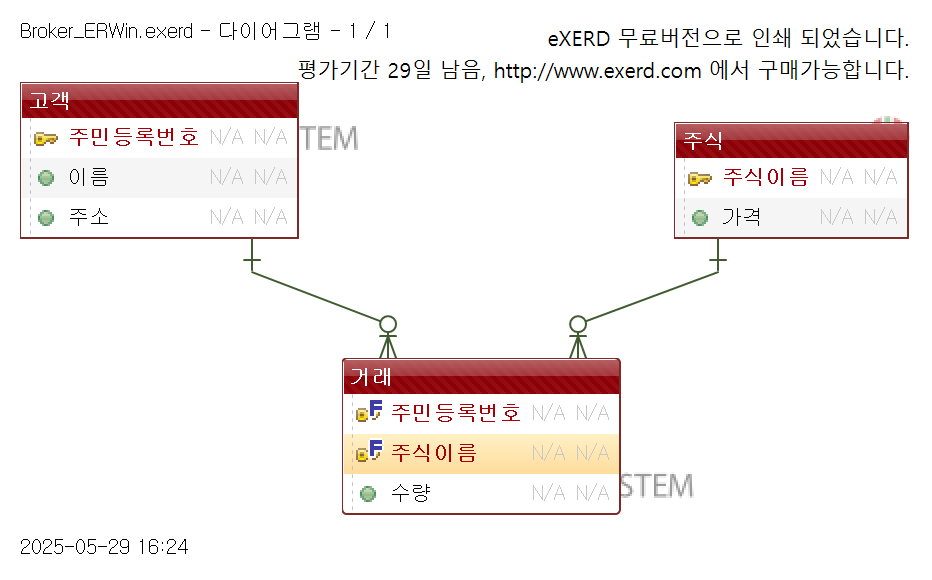 Broker_ERWin.exerd - 다이어그램 - 1 / 1
eXERD 무료버전으로 인쇄 되었습니다.
평가기간 29일 남음, http://www.exerd.com 에서 구매가능합니다.
고객
주민등록번호 N/A N/A
이름 N/A N/A
주소 N/A N/A
STEM
주식
주식이름 N/A N/A
가격 N/A N/A
거래
주민등록번호 N/A N/A
주식이름 N/A N/A
수량 N/A N/A
STEM
2025-05-29 16:24